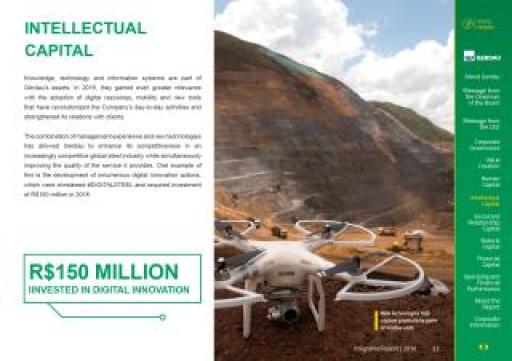 INTELLECTUAL
CAPITAL
Knowledge, technology and information systems are part of
Gerdau's assets. In 2018, they gained even greater relevance
with the adoption of digital resources, mobility and new tools
that have revolutionized the Company's day-to-day activities and
strengthened its relations with clients.
The combination of management experience and new technologies
has allowed Gerdau to enhance its competitiveness in an
increasingly competitive global steel industry while simultaneously
improving the quality of the service it provides. One example of
this is the development of innumerous digital innovation actions,
which were christened #DIGITALSTEEL and required investment
of R$150 million in 2018.
R$150 MILLION
INVESTED IN DIGITAL INNOVATION
New technologies help
Integrated Report | 2018
GERDAU
About Gerdau
Message from
the Chairman
of the Board
Message from
the CEO
Corporate
Governance
Value
Creation
Human
Capital
Intellectual
Capital
Social and
Relationship
Capital
Natural
Capital
Financial
Capital
Operating and
Financial
Performance
About the
Report
Corporate
Information